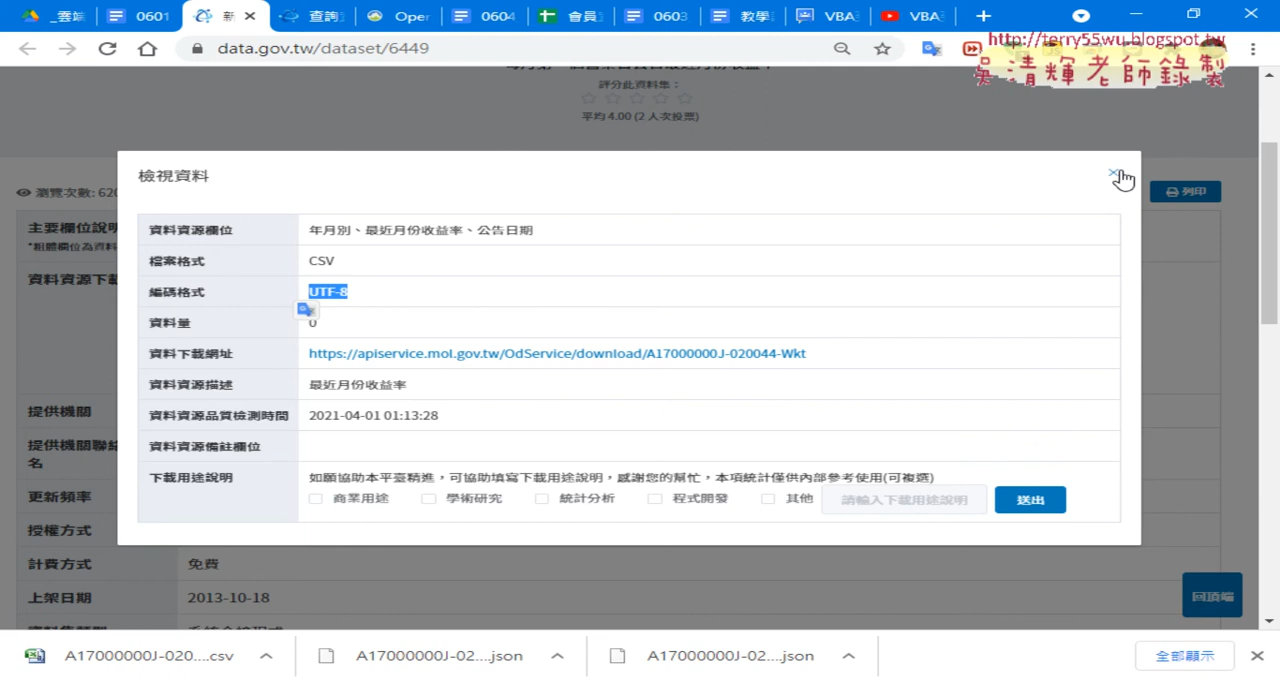 _雲端
0601
新
查詢
Oper
0604
會員
0603
教學
VBA
VBA
data.gov.tw/dataset/6449
http://terry55wu.blogspot.tw
吳清輝老師錄製
評分此資料集：
平均 4.00 (2 人次投票)
瀏覽次數: 620
列印
檢視資料
主要欄位說明
資料資源下載
資料資源欄位 年月別、最近月份收益率、公告日期
檔案格式 CSV
編碼格式 UTF-8
資料量 0
資料下載網址 https://apiservice.mol.gov.tw/OdService/download/A17000000J-020044-Wkt
資料資源描述 最近月份收益率
資料資源品質檢測時間 2021-04-01 01:13:28
資料資源備註欄位
下載用途說明 如願協助本平臺精進，可協助填寫下載用途說明，感謝您的幫忙，本項統計僅供內部參考使用(可複選)
商業用途 學術研究 統計分析 程式開發 其他 請輸入下載用途說明 送出
提供機關
提供機關聯絡
名
更新頻率
授權方式
計費方式 免費
上架日期 2013-10-18
回頂端
A17000000J-020....csv
A17000000J-02....json
A17000000J-02....json
全部顯示